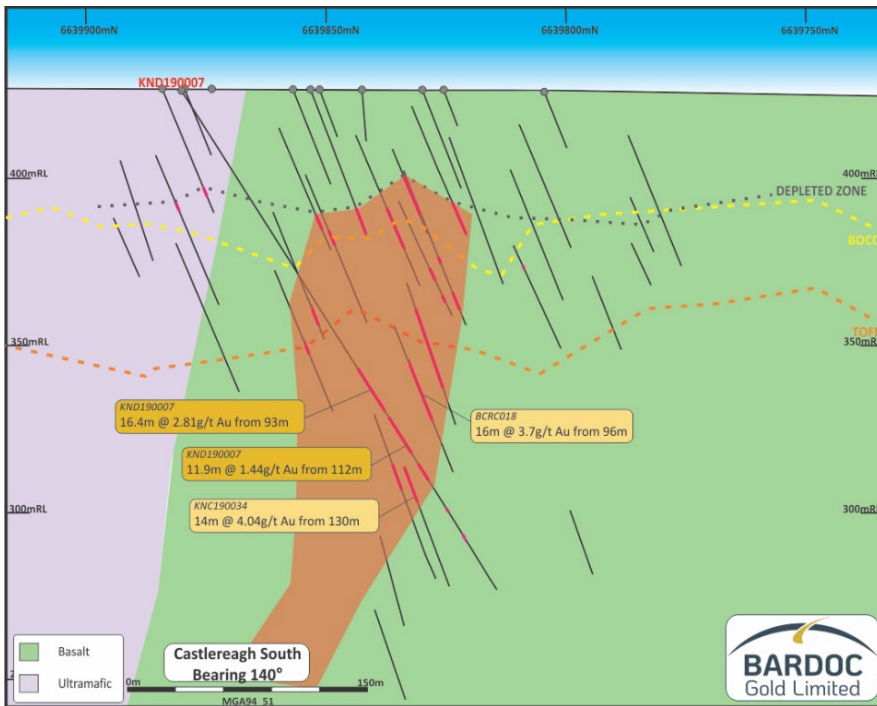 6639900mN
6639850mN
6639800mN
6639750mN
KND190007
400mRL
400mRL
DEPLETED ZONE
BOCO
350mRL
350mRL
TOFR
KND190007
16.4m @ 2.81g/t Au from 93m
BCRC018
16m @ 3.7g/t Au from 96m
KND190007
11.9m @ 1.44g/t Au from 112m
KNC190034
14m @ 4.04g/t Au from 130m
300mRL
300mRL
Basalt
Ultramafic
Castlereagh South
Bearing 140°
0m
150m
MGA94_51
BARDOC
Gold Limited